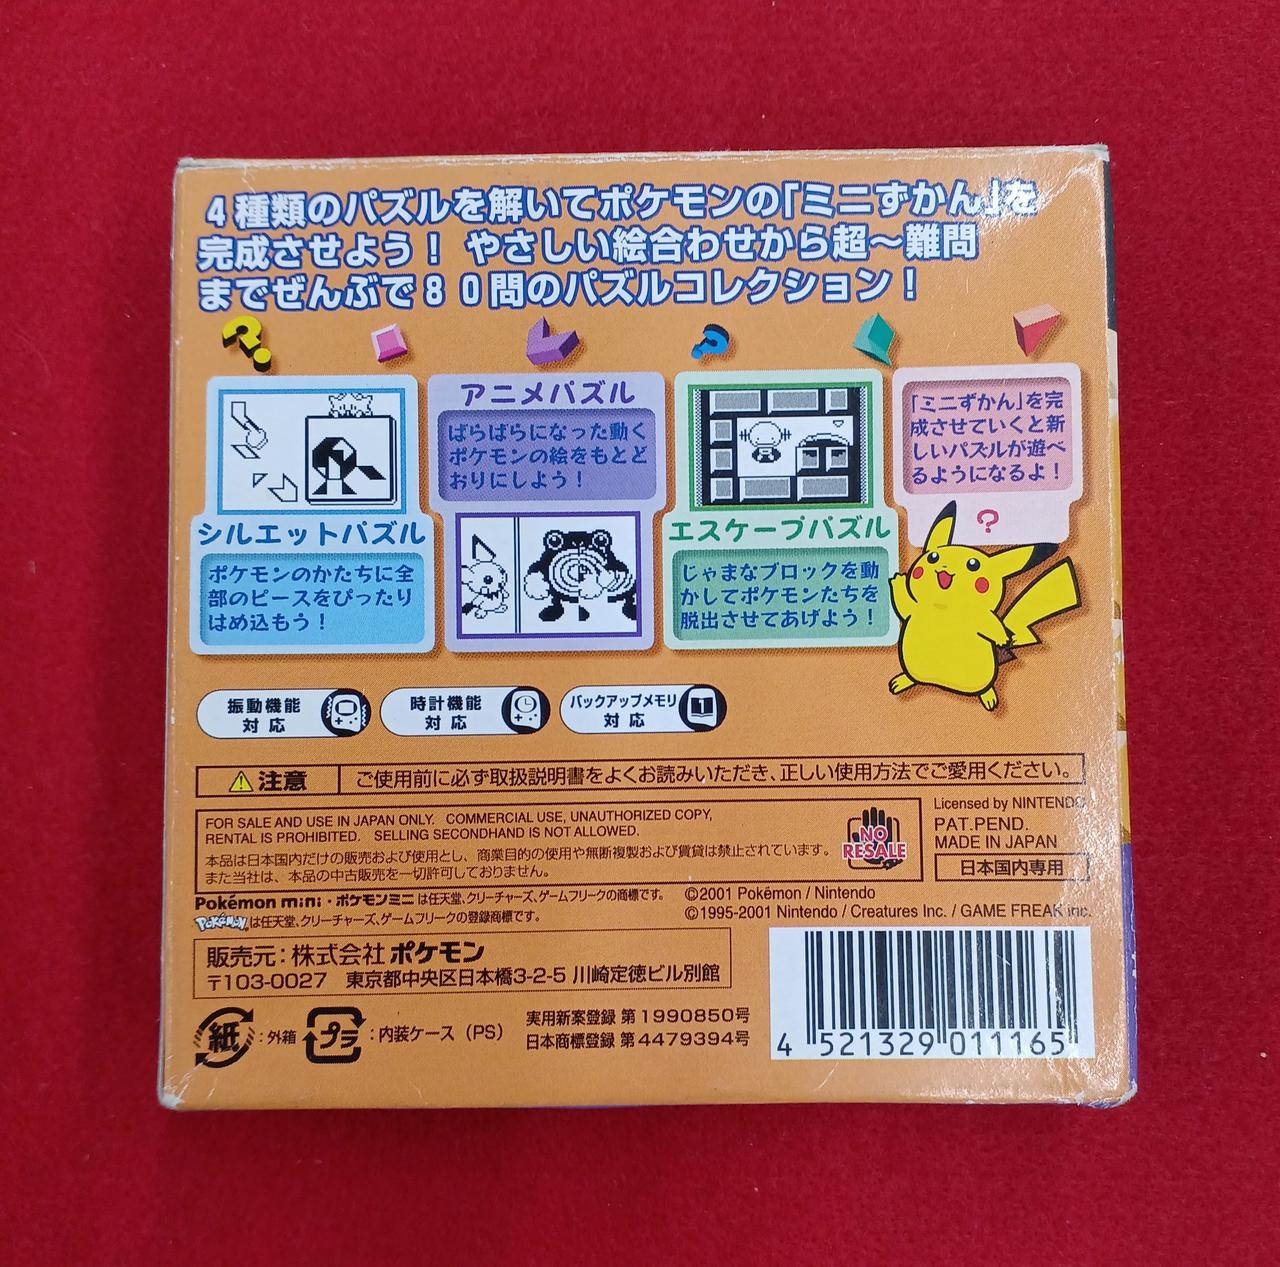 4種類のパズルを解いてポケモンの「ミニずかん」を
完成させよう! やさしい絵合わせから超〜難問
までぜんぶで80問のパズルコレクション!
シルエットパズル
ポケモンのかたちに全
部のピースをぴったり
はめ込もう!
アニメパズル
ばらばらになった動く
ポケモンの絵をもとど
おりにしよう!
エスケープパズル
じゃまなブロックを動
かしてポケモンたちを
脱出させてあげよう!
「ミニずかん」を完
成させていくと新
しいパズルが遊べ
るようになるよ!
?
振動機能
対応
時計機能
対応
バックアップメモリ
対応
1
注意
ご使用前に必ず取扱説明書をよくお読みいただき、正しい使用方法でご愛用ください。
FOR SALE AND USE IN JAPAN ONLY. COMMERCIAL USE, UNAUTHORIZED COPY,
RENTAL IS PROHIBITED. SELLING SECONDHAND IS NOT ALLOWED.
本品は日本国内だけの販売および使用とし、商業目的の使用や無断複製および賃貸は禁止されています。
また当社は、本品の中古販売を一切許可しておりません。
NO
RESALE
Licensed by NINTENDO
PAT.PEND.
MADE IN JAPAN
日本国内専用
Pokémon mini・ポケモンミニは任天堂、クリーチャーズ、ゲームフリークの商標です。
POKéMONは任天堂、クリーチャーズ、ゲームフリークの登録商標です。
©2001 Pokémon / Nintendo
©1995-2001 Nintendo / Creatures Inc. / GAME FREAK inc.
販売元:株式会社ポケモン
〒103-0027 東京都中央区日本橋3-2-5 川崎定徳ビル別館
紙:外箱
プラ:内装ケース(PS)
実用新案登録 第1990850号
日本商標登録 第4479394号
4 521329 011165